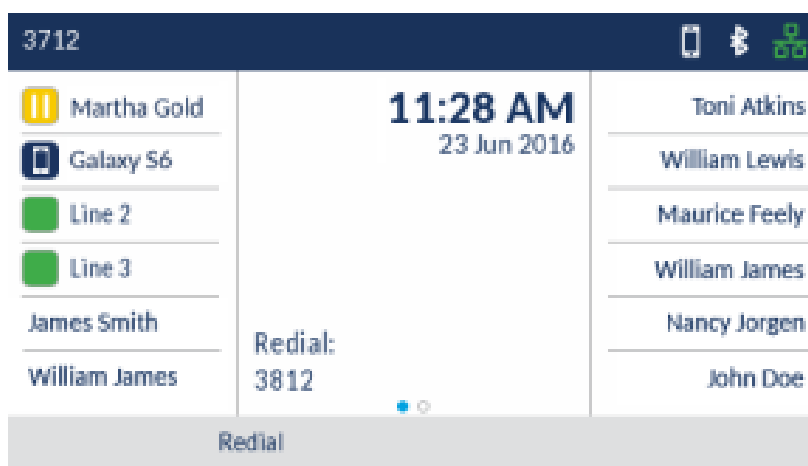 3712
Martha Gold
Galaxy S6
Line 2
Line 3
James Smith
William James
11:28 AM
23 Jun 2016
Redial:
3812
Toni Atkins
William Lewis
Maurice Feely
William James
Nancy Jorgen
John Doe
Redial